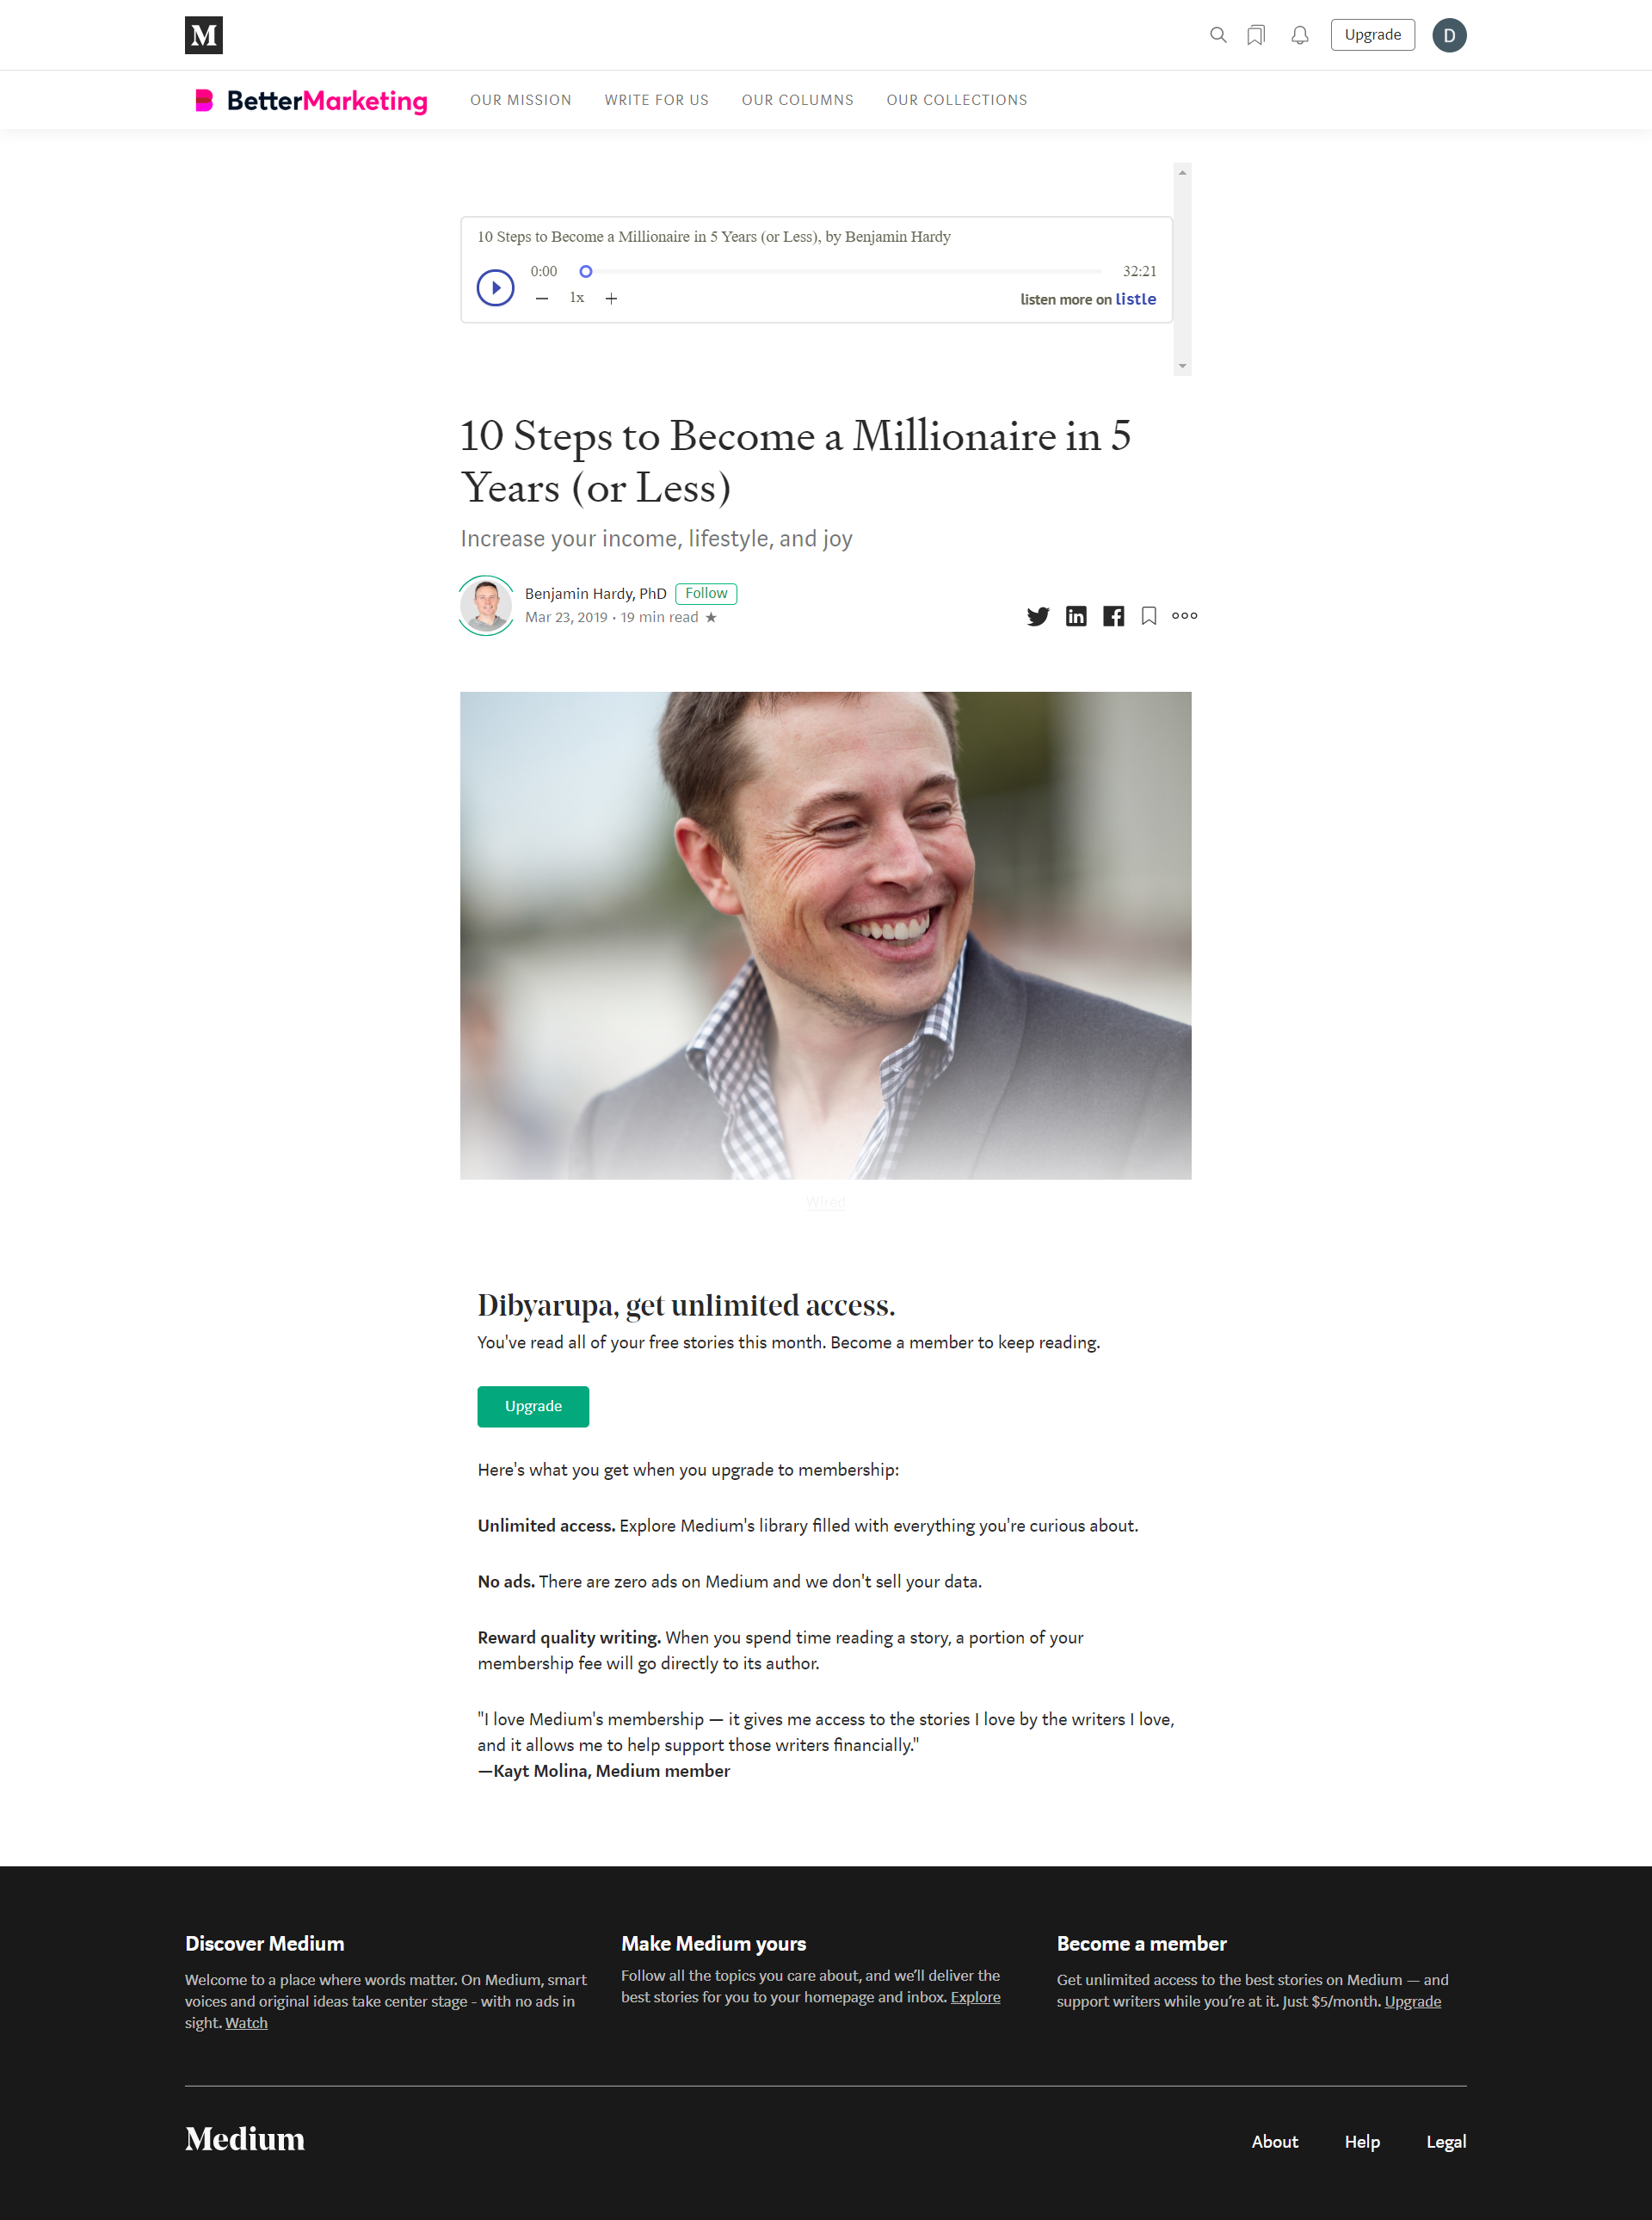 M
Upgrade
D
BetterMarketing
OUR MISSION
WRITE FOR US
OUR COLUMNS
OUR COLLECTIONS
10 Steps to Become a Millionaire in 5 Years (or Less), by Benjamin Hardy
0:00
32:21
1x
listen more on listle
10 Steps to Become a Millionaire in 5
Years (or Less)
Increase your income, lifestyle, and joy
Benjamin Hardy, PhD
Follow
Mar 23, 2019 · 19 min read ★
Wired
Dibyarupa, get unlimited access.
You've read all of your free stories this month. Become a member to keep reading.
Upgrade
Here's what you get when you upgrade to membership:
Unlimited access. Explore Medium's library filled with everything you're curious about.
No ads. There are zero ads on Medium and we don't sell your data.
Reward quality writing. When you spend time reading a story, a portion of your
membership fee will go directly to its author.
"I love Medium's membership — it gives me access to the stories I love by the writers I love,
and it allows me to help support those writers financially."
—Kayt Molina, Medium member
Discover Medium
Welcome to a place where words matter. On Medium, smart
voices and original ideas take center stage - with no ads in
sight. Watch
Make Medium yours
Follow all the topics you care about, and we’ll deliver the
best stories for you to your homepage and inbox. Explore
Become a member
Get unlimited access to the best stories on Medium — and
support writers while you’re at it. Just $5/month. Upgrade
Medium
About
Help
Legal